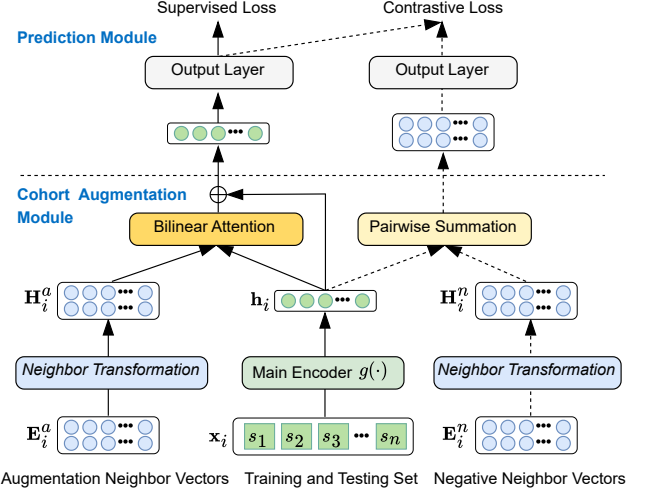 Supervised Loss
Contrastive Loss
Prediction Module
Output Layer
Output Layer
•••
•••
•••
Cohort Augmentation
Module
⊕
Bilinear Attention
Pairwise Summation
H_i^a
•••
•••
h_i
•••
H_i^n
•••
•••
Neighbor Transformation
Main Encoder g(·)
Neighbor Transformation
E_i^a
•••
•••
x_i
s_1 s_2 s_3 ••• s_n
E_i^n
•••
•••
Augmentation Neighbor Vectors
Training and Testing Set
Negative Neighbor Vectors